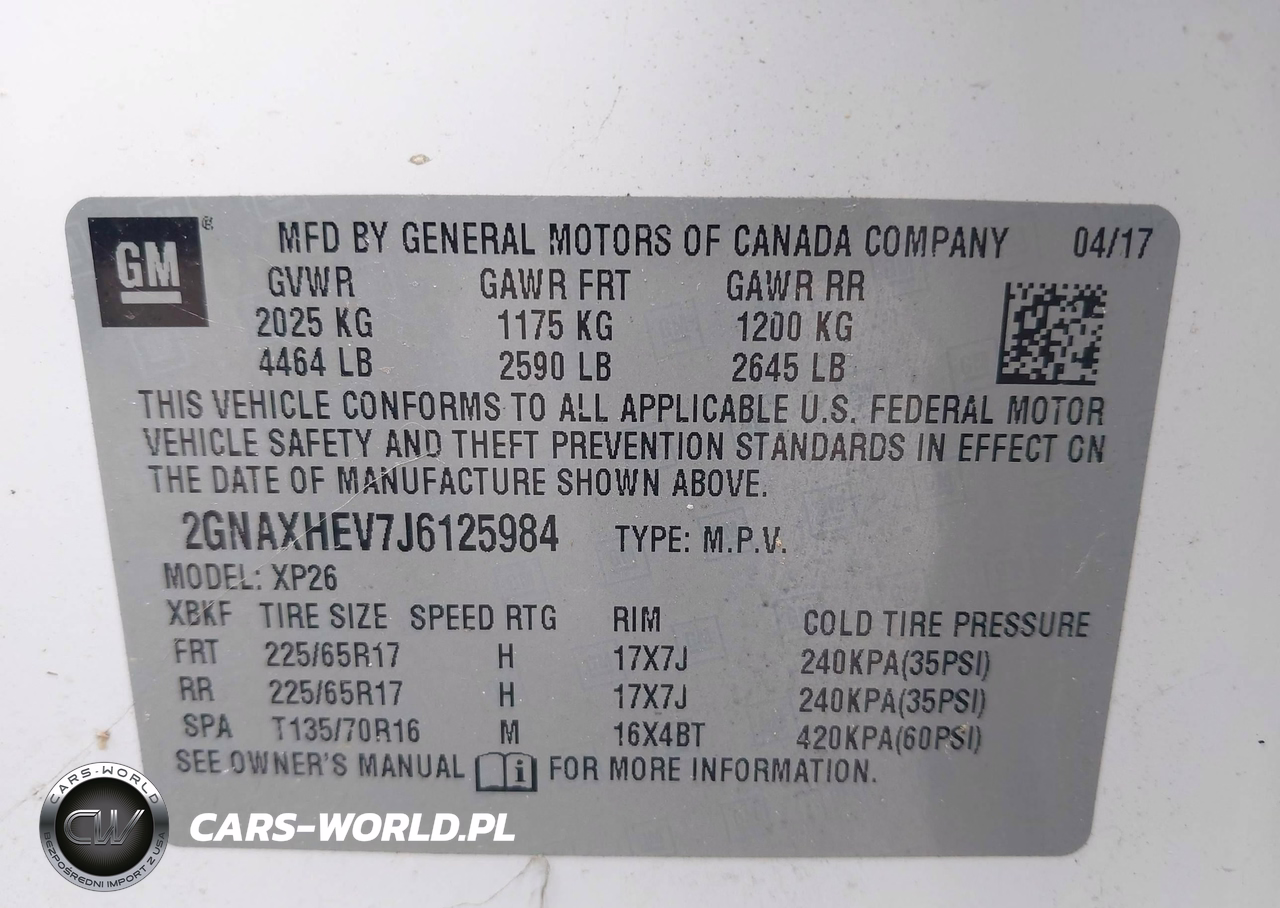 GM®
MFD BY GENERAL MOTORS OF CANADA COMPANY 04/17
GVWR GAWR FRT GAWR RR
2025 KG 1175 KG 1200 KG
4464 LB 2590 LB 2645 LB
THIS VEHICLE CONFORMS TO ALL APPLICABLE U.S. FEDERAL MOTOR
VEHICLE SAFETY AND THEFT PREVENTION STANDARDS IN EFFECT ON
THE DATE OF MANUFACTURE SHOWN ABOVE.
2GNAXHEV7J6125984 TYPE: M.P.V.
MODEL: XP26
XBKF TIRE SIZE SPEED RTG RIM COLD TIRE PRESSURE
FRT 225/65R17 H 17X7J 240KPA(35PSI)
RR 225/65R17 H 17X7J 240KPA(35PSI)
SPA T135/70R16 M 16X4BT 420KPA(60PSI)
SEE OWNER'S MANUAL i FOR MORE INFORMATION.
CARS-WORLD
CW
BEZPOŚREDNI IMPORT Z USA
CARS-WORLD.PL